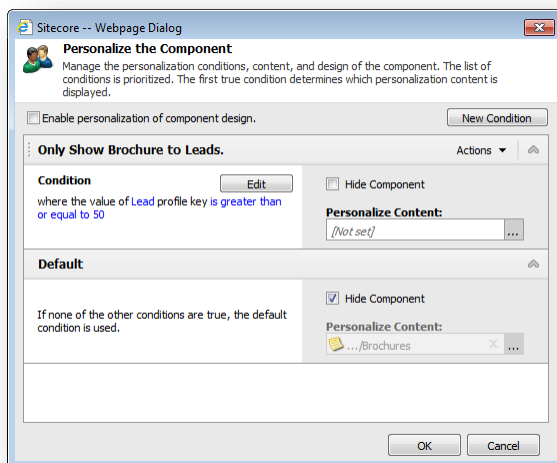 Sitecore -- Webpage Dialog
Personalize the Component
Manage the personalization conditions, content, and design of the component. The list of
conditions is prioritized. The first true condition determines which personalization content is
displayed.
Enable personalization of component design.
New Condition
Only Show Brochure to Leads.
Actions
Condition
Edit
where the value of Lead profile key is greater than
or equal to 50
Hide Component
Personalize Content:
[Not set]
...
Default
If none of the other conditions are true, the default
condition is used.
Hide Component
Personalize Content:
.../Brochures
...
OK
Cancel